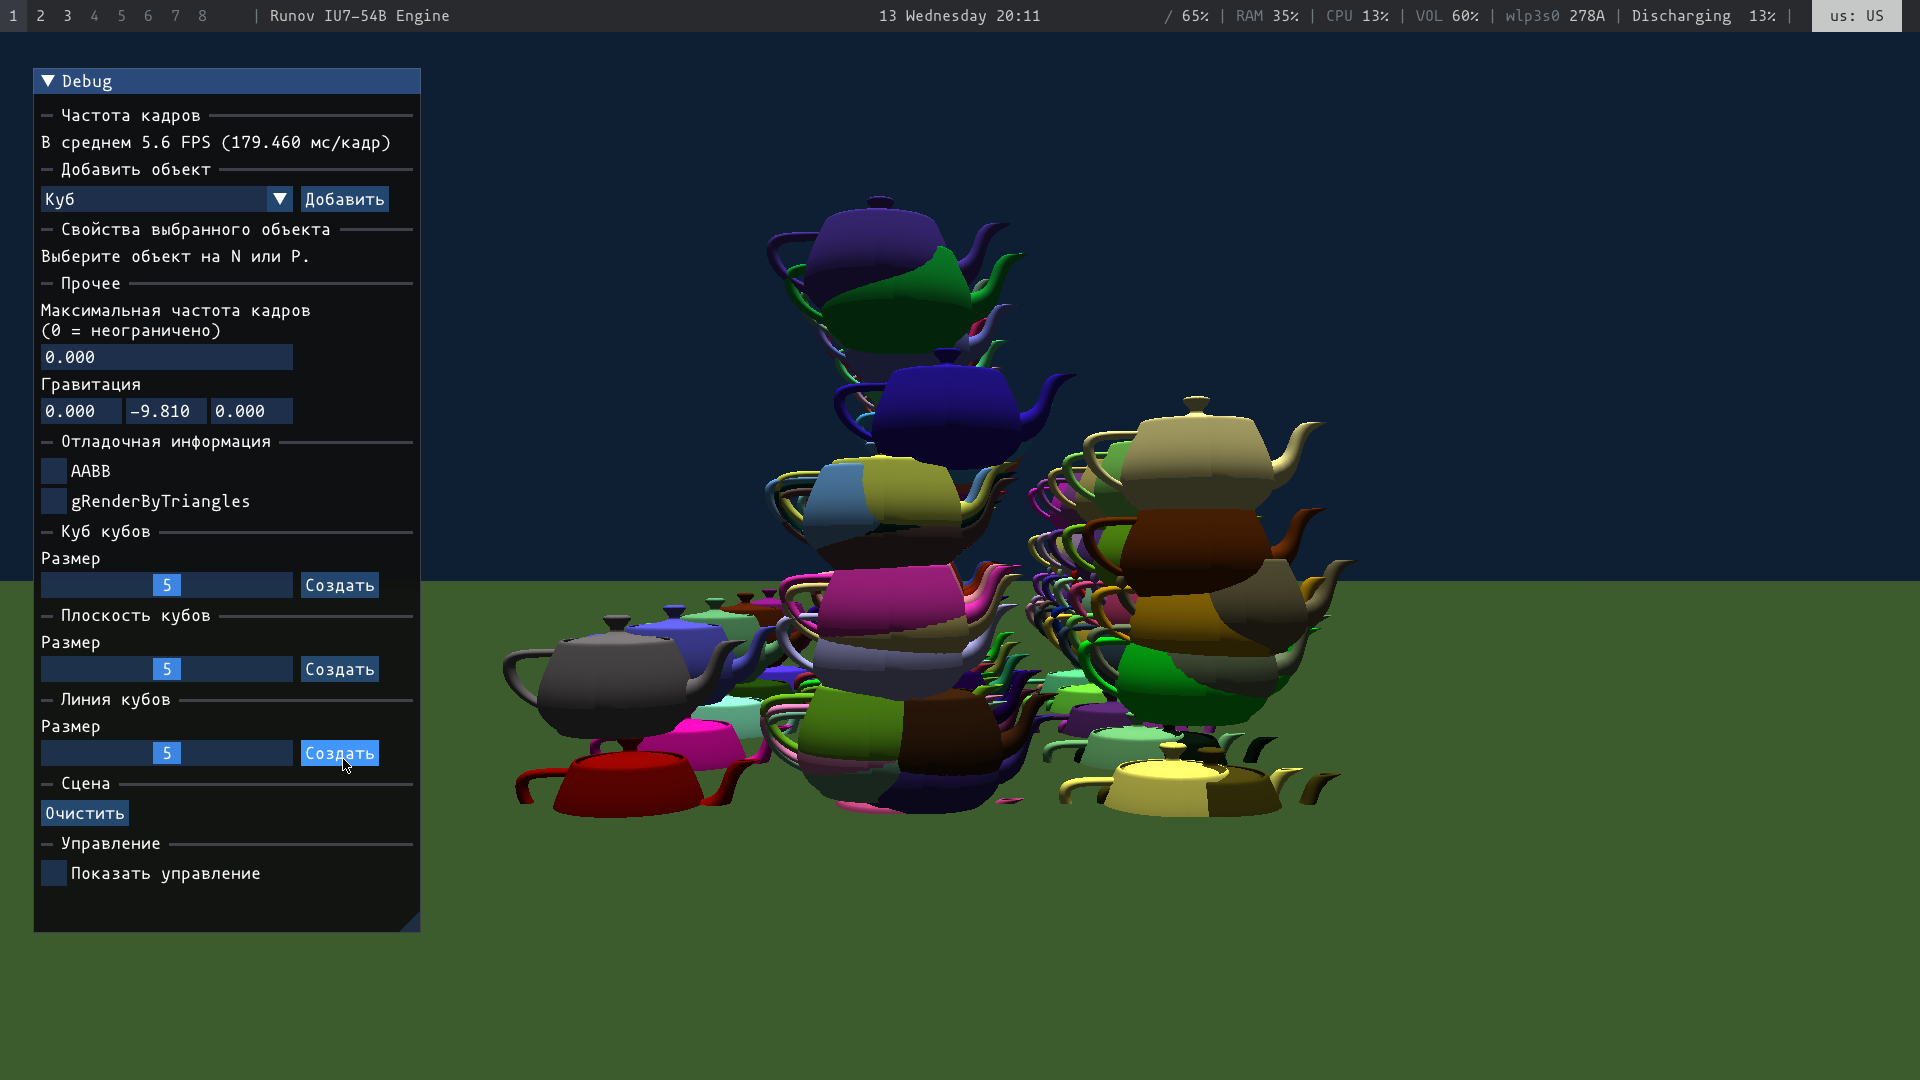 1 2 3 4 5 6 7 8 | Runov IU7-54B Engine 13 Wednesday 20:11 / 65% | RAM 35% | CPU 13% | VOL 60% | wlp3s0 278A | Discharging 13% | us: US
Debug
Частота кадров
В среднем 5.6 FPS (179.460 мс/кадр)
Добавить объект
Куб Добавить
Свойства выбранного объекта
Выберите объект на N или P.
Прочее
Максимальная частота кадров
(0 = неограничено)
0.000
Гравитация
0.000 -9.810 0.000
Отладочная информация
AABB
gRenderByTriangles
Куб кубов
Размер
5 Создать
Плоскость кубов
Размер
5 Создать
Линия кубов
Размер
5 Создать
Сцена
Очистить
Управление
Показать управление